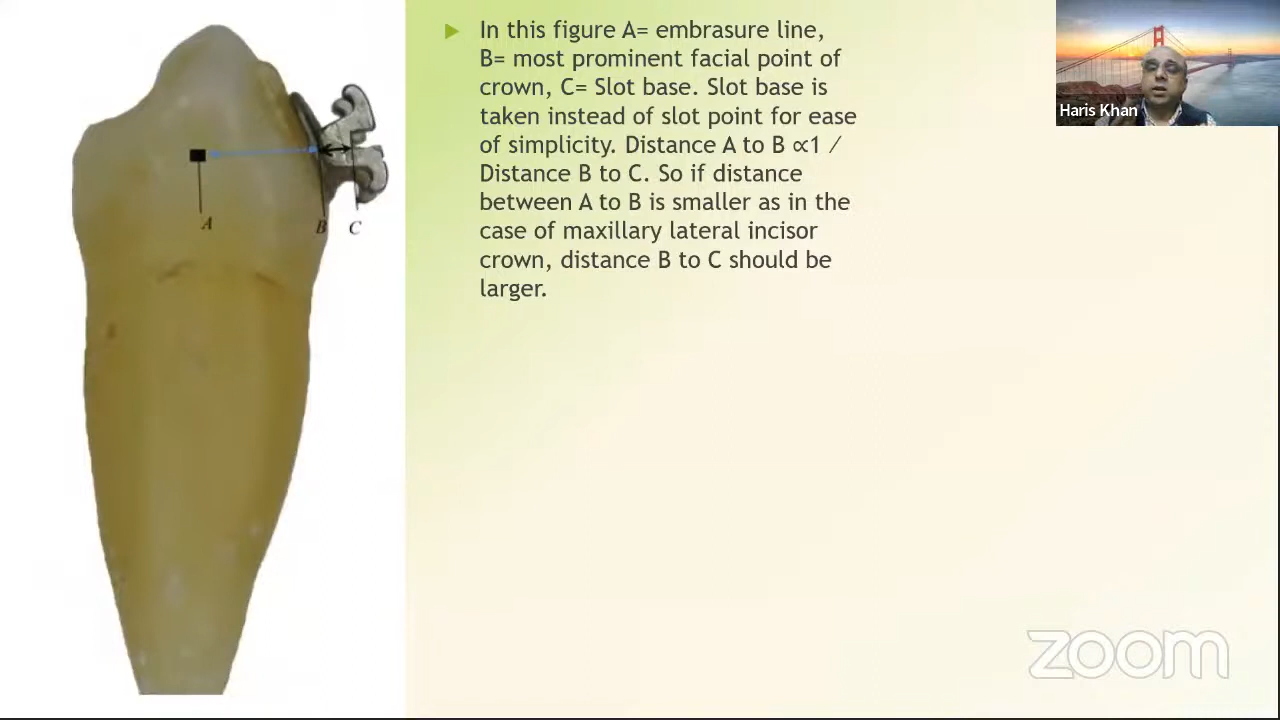 In this figure A= embrasure line,
B= most prominent facial point of
crown, C= Slot base. Slot base is
taken instead of slot point for ease
of simplicity. Distance A to B ∝1 ∕
Distance B to C. So if distance
between A to B is smaller as in the
case of maxillary lateral incisor
crown, distance B to C should be
larger.
Haris Khan
A
B
C
zoom